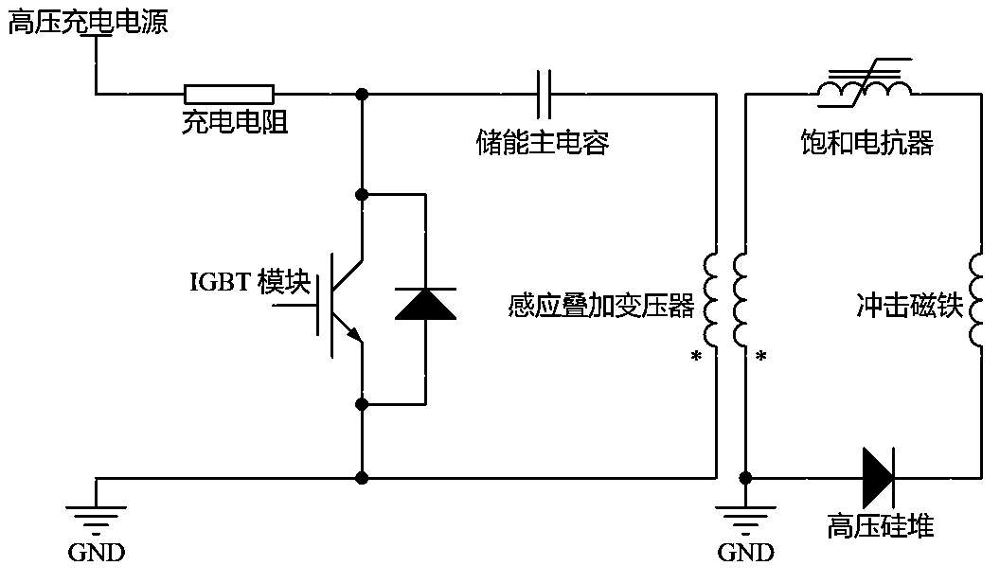 高压充电电源
充电电阻
储能主电容
饱和电抗器
IGBT 模块
感应叠加变压器
冲击磁铁
*
*
高压硅堆
GND
GND